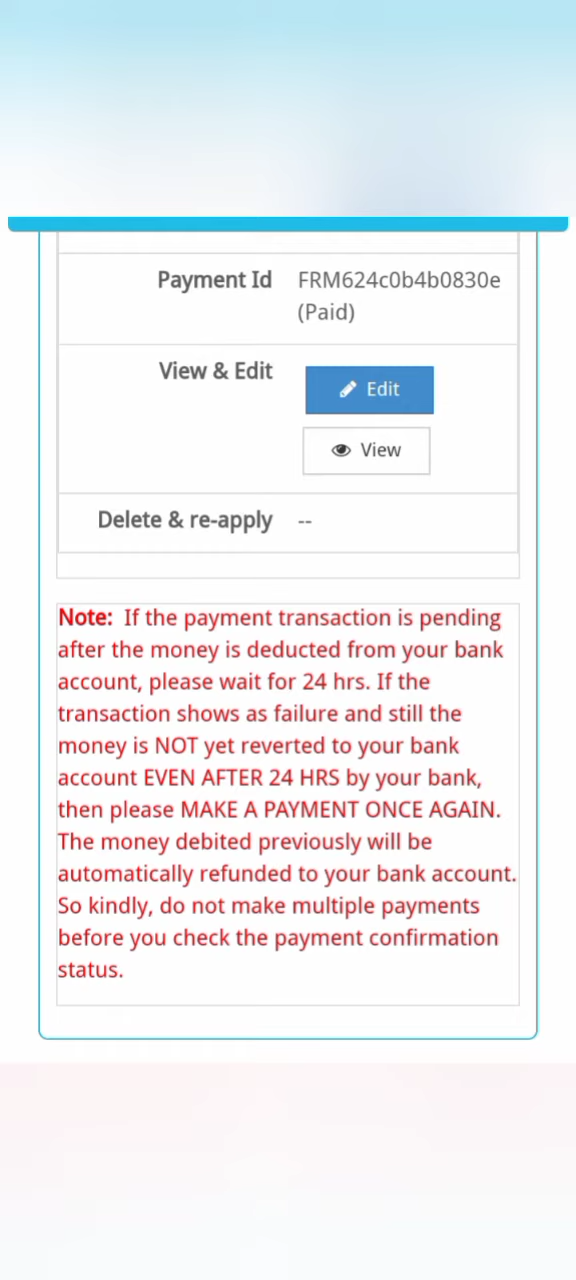 Payment Id FRM624c0b4b0830e
(Paid)
View & Edit Edit
View
Delete & re-apply --
Note: If the payment transaction is pending
after the money is deducted from your bank
account, please wait for 24 hrs. If the
transaction shows as failure and still the
money is NOT yet reverted to your bank
account EVEN AFTER 24 HRS by your bank,
then please MAKE A PAYMENT ONCE AGAIN.
The money debited previously will be
automatically refunded to your bank account.
So kindly, do not make multiple payments
before you check the payment confirmation
status.